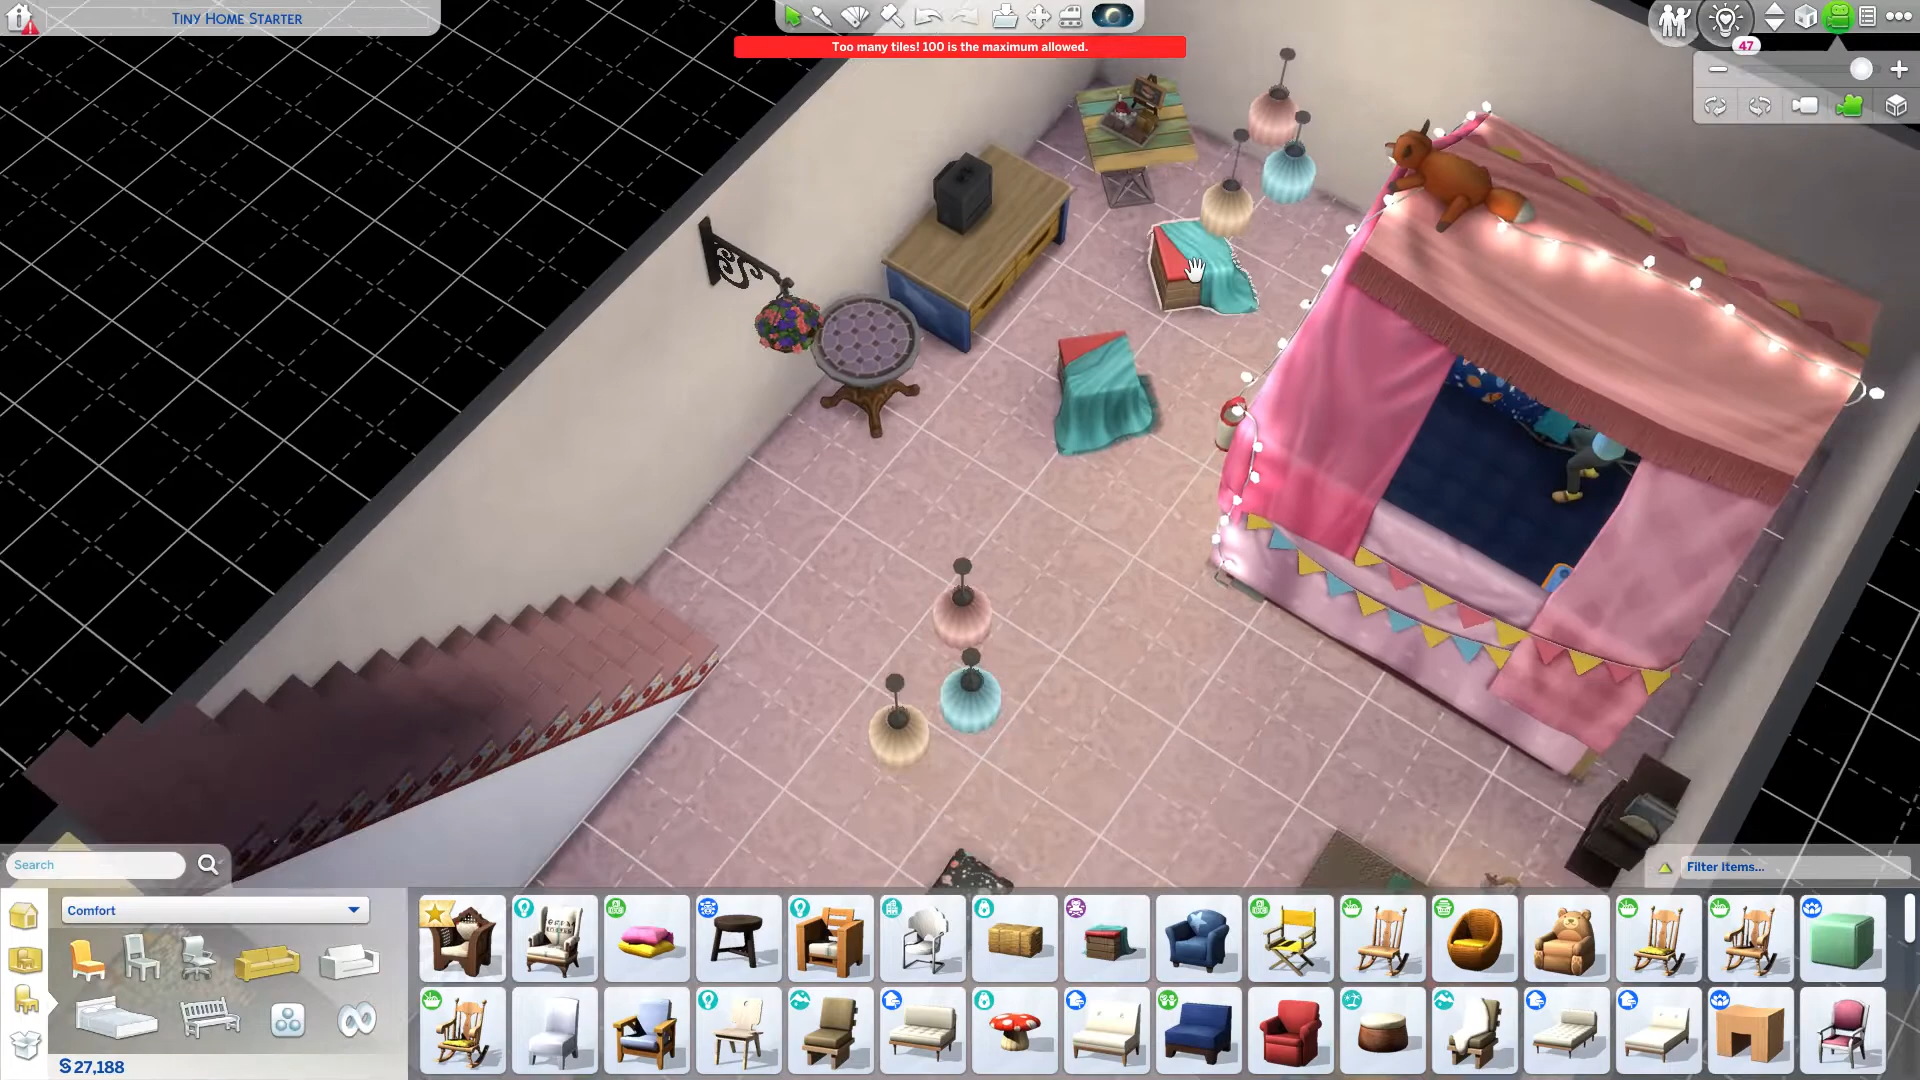 TINY HOME STARTER
Too many tiles! 100 is the maximum allowed.
47
Search
Filter Items...
Comfort
§27,188